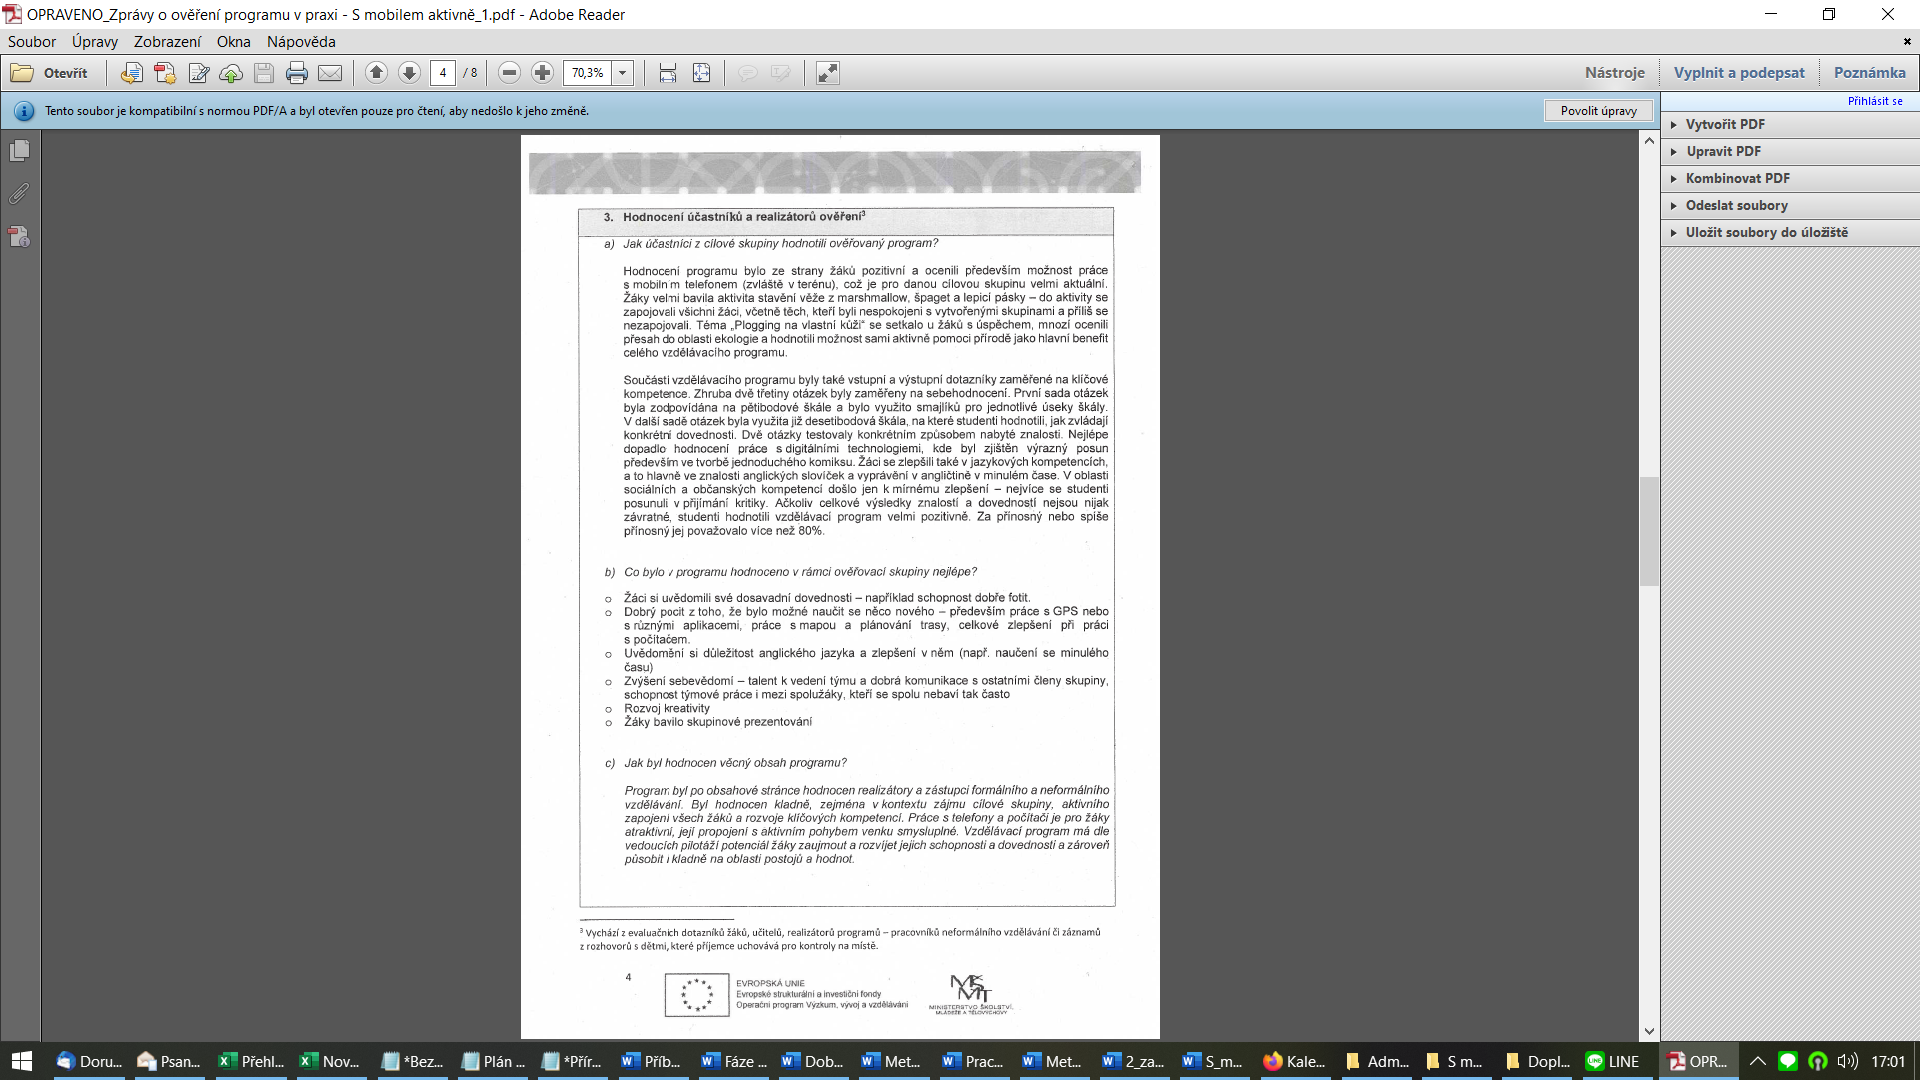 OPRAVENO_Zprávy o ověření programu v praxi - S mobilem aktivně_1.pdf - Adobe Reader
Soubor Úpravy Zobrazení Okna Nápověda
Otevřít 4 / 8 70,3% Nástroje Vyplnit a podepsat Poznámka
Tento soubor je kompatibilní s normou PDF/A a byl otevřen pouze pro čtení, aby nedošlo k jeho změně. Povolit úpravy
Přihlásit se
Vytvořit PDF
Upravit PDF
Kombinovat PDF
Odeslat soubory
Uložit soubory do úložiště
3. Hodnocení účastníků a realizátorů ověření3
a) Jak účastníci z cílové skupiny hodnotili ověřovaný program?
Hodnocení programu bylo ze strany žáků pozitivní a ocenili především možnost práce
s mobilním telefonem (zvláště v terénu), což je pro danou cílovou skupinu velmi aktuální.
Žáky velmi bavila aktivita stavění věže z marshmallow, špaget a lepicí pásky – do aktivity se
zapojovali všichni žáci, včetně těch, kteří byli nespokojeni s vytvořenými skupinami a příliš se
nezapojovali. Téma „Plogging na vlastní kůži“ se setkalo u žáků s úspěchem, mnozí ocenili
přesah do oblasti ekologie a hodnotili možnost sami aktivně pomoci přírodě jako hlavní benefit
celého vzdělávacího programu.
Součástí vzdělávacího programu byly také vstupní a výstupní dotazníky zaměřené na klíčové
kompetence. Zhruba dvě třetiny otázek byly zaměřeny na sebehodnocení. První sada otázek
byla zodpovídána na pětibodové škále a bylo využito smajlíků pro jednotlivé úseky škály.
V další sadě otázek byla využita již desetibodová škála, na které studenti hodnotili, jak zvládají
konkrétní dovednosti. Dvě otázky testovaly konkrétním způsobem nabyté znalosti. Nejlépe
dopadlo hodnocení práce s digitálními technologiemi, kde byl zjištěn výrazný posun
především ve tvorbě jednoduchého komiksu. Žáci se zlepšili také v jazykových kompetencích,
a to hlavně ve znalosti anglických slovíček a vyprávění v angličtině v minulém čase. V oblasti
sociálních a občanských kompetencí došlo jen k mírnému zlepšení – nejvíce se studenti
posunuli v přijímání kritiky. Ačkoliv celkové výsledky znalostí a dovedností nejsou nijak
závratné, studenti hodnotili vzdělávací program velmi pozitivně. Za přínosný nebo spíše
přínosný jej považovalo více než 80%.
b) Co bylo v programu hodnoceno v rámci ověřovací skupiny nejlépe?
o Žáci si uvědomili své dosavadní dovednosti – například schopnost dobře fotit.
o Dobrý pocit z toho, že bylo možné naučit se něco nového – především práce s GPS nebo
s různými aplikacemi, práce s mapou a plánování trasy, celkové zlepšení při práci
s počítačem.
o Uvědomění si důležitost anglického jazyka a zlepšení v něm (např. naučení se minulého
času)
o Zvýšení sebevědomí – talent k vedení týmu a dobrá komunikace s ostatními členy skupiny,
schopnost týmové práce i mezi spolužáky, kteří se spolu nebaví tak často
o Rozvoj kreativity
o Žáky bavilo skupinové prezentování
c) Jak byl hodnocen věcný obsah programu?
Program byl po obsahové stránce hodnocen realizátory a zástupci formálního a neformálního
vzdělávání. Byl hodnocen kladně, zejména v kontextu zájmu cílové skupiny, aktivního
zapojení všech žáků a rozvoje klíčových kompetencí. Práce s telefony a počítači je pro žáky
atraktivní, její propojení s aktivním pohybem venku smysluplné. Vzdělávací program má dle
vedoucích pilotáží potenciál žáky zaujmout a rozvíjet jejich schopnosti a dovednosti a zároveň
působit i kladně na oblasti postojů a hodnot.
3 Vychází z evaluačních dotazníků žáků, učitelů, realizátorů programů – pracovníků neformálního vzdělávání či záznamů
z rozhovorů s dětmi, které příjemce uchovává pro kontroly na místě.
4
EVROPSKÁ UNIE
Evropské strukturální a investiční fondy
Operační program Výzkum, vývoj a vzdělávání
MŠMT
MINISTERSTVO ŠKOLSTVÍ,
MLÁDEŽE A TĚLOVÝCHOVY
Doru... Psan... Přehl... Nov... *Bez... Plán ... *Přír... Příb... Fáze ... Dob... Met... Prac... Met... 2_za... S_m... Kale... Adm... S m... Dopl... LINE OPR... 17:01